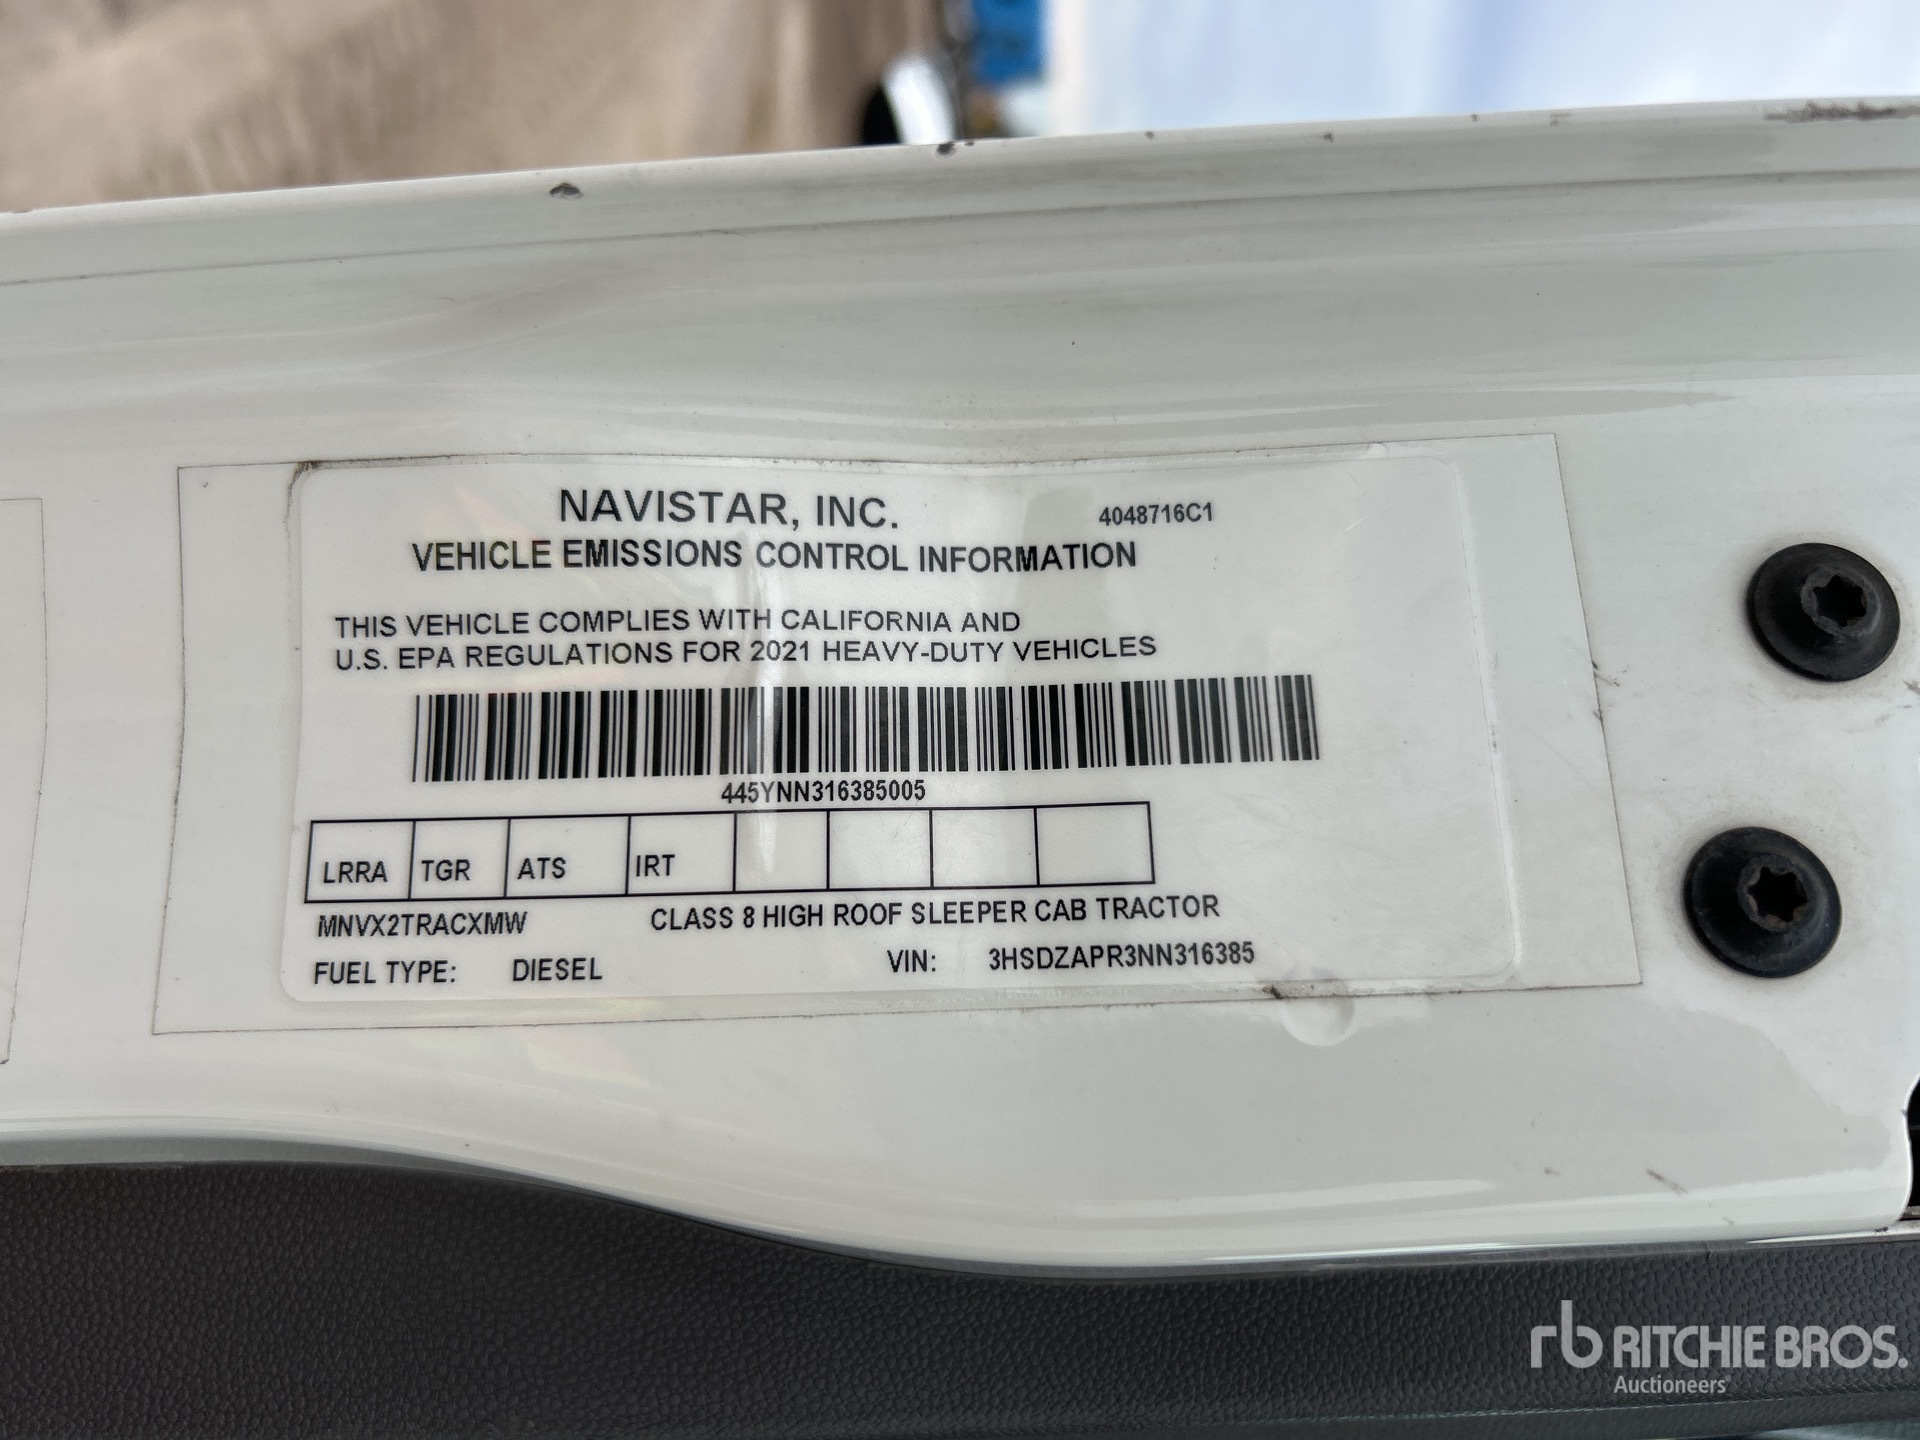 NAVISTAR, INC.
4048716C1
VEHICLE EMISSIONS CONTROL INFORMATION
THIS VEHICLE COMPLIES WITH CALIFORNIA AND
U.S. EPA REGULATIONS FOR 2021 HEAVY-DUTY VEHICLES
445YNN316385005
LRRA TGR ATS IRT
MNVX2TRACXMW CLASS 8 HIGH ROOF SLEEPER CAB TRACTOR
FUEL TYPE: DIESEL VIN: 3HSDZAPR3NN316385
rb RITCHIE BROS.
Auctioneers